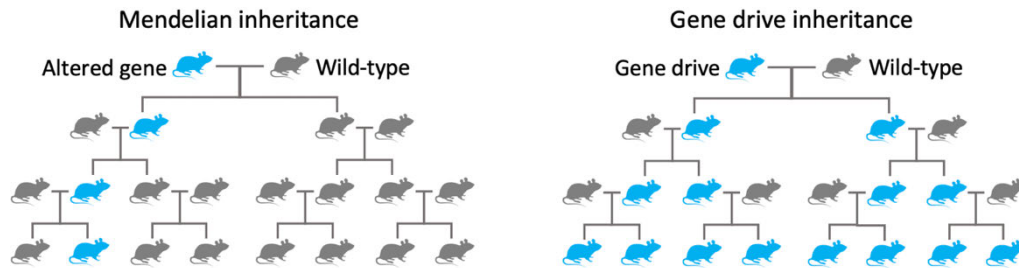 Mendelian inheritance
Altered gene
Wild-type
Gene drive inheritance
Gene drive
Wild-type